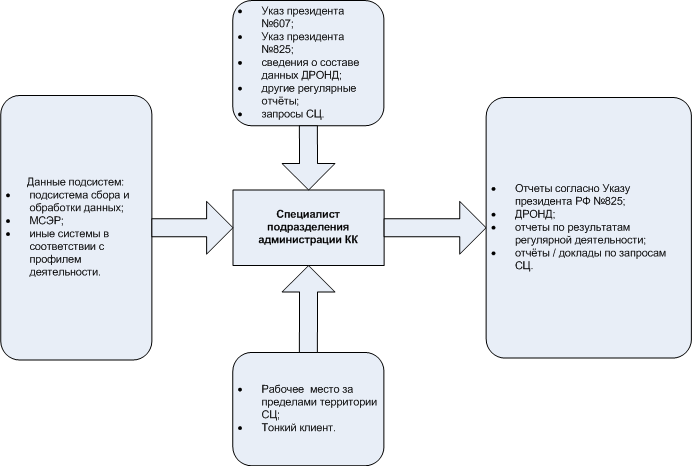 • Указ президента
№607;
• Указ президента
№825;
• сведения о составе
данных ДРОНД;
• другие регулярные
отчёты;
• запросы СЦ.
Данные подсистем:
• подсистема сбора и
обработки данных;
• МСЭР;
• иные системы в
соответствии с
профилем
деятельности.
Специалист
подразделения
администрации КК
• Отчеты согласно Указу
президента РФ №825;
• ДРОНД;
• отчеты по результатам
регулярной деятельности;
• отчёты / доклады по запросам
СЦ.
• Рабочее место за
пределами территории
СЦ;
• Тонкий клиент.